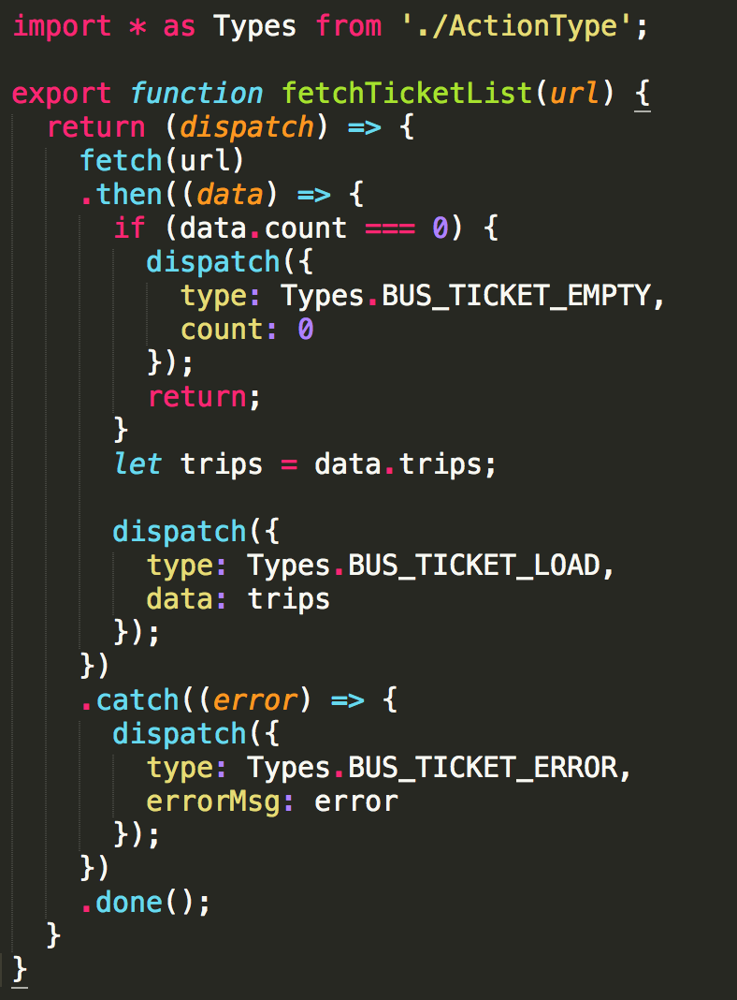 import * as Types from './ActionType';

export function fetchTicketList(url) {
  return (dispatch) => {
    fetch(url)
    .then((data) => {
      if (data.count === 0) {
        dispatch({
          type: Types.BUS_TICKET_EMPTY,
          count: 0
        });
        return;
      }
      let trips = data.trips;

      dispatch({
        type: Types.BUS_TICKET_LOAD,
        data: trips
      });
    })
    .catch((error) => {
      dispatch({
        type: Types.BUS_TICKET_ERROR,
        errorMsg: error
      });
    })
    .done();
  }
}